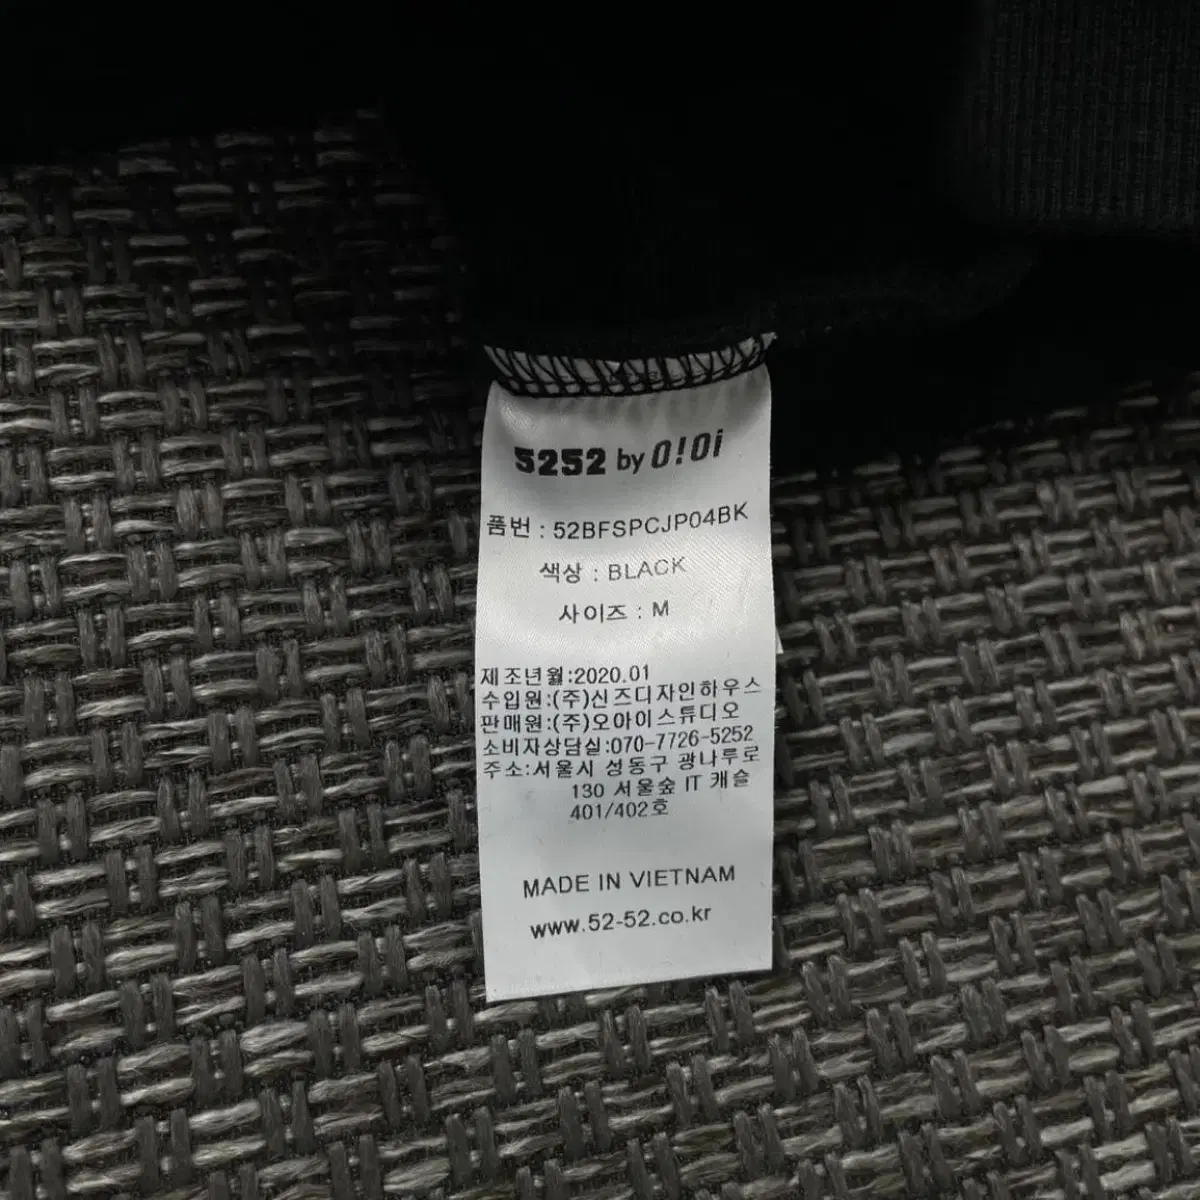 5252 by O!Oi
품번 : 52BFSPCJP04BK
색상 : BLACK
사이즈 : M
제조년월:2020.01
수입원:(주)신즈디자인하우스
판매원:(주)오아이스튜디오
소비자상담실:070-7726-5252
주소:서울시 성동구 광나루로
130 서울숲 IT 캐슬
401/402호
MADE IN VIETNAM
www.52-52.co.kr